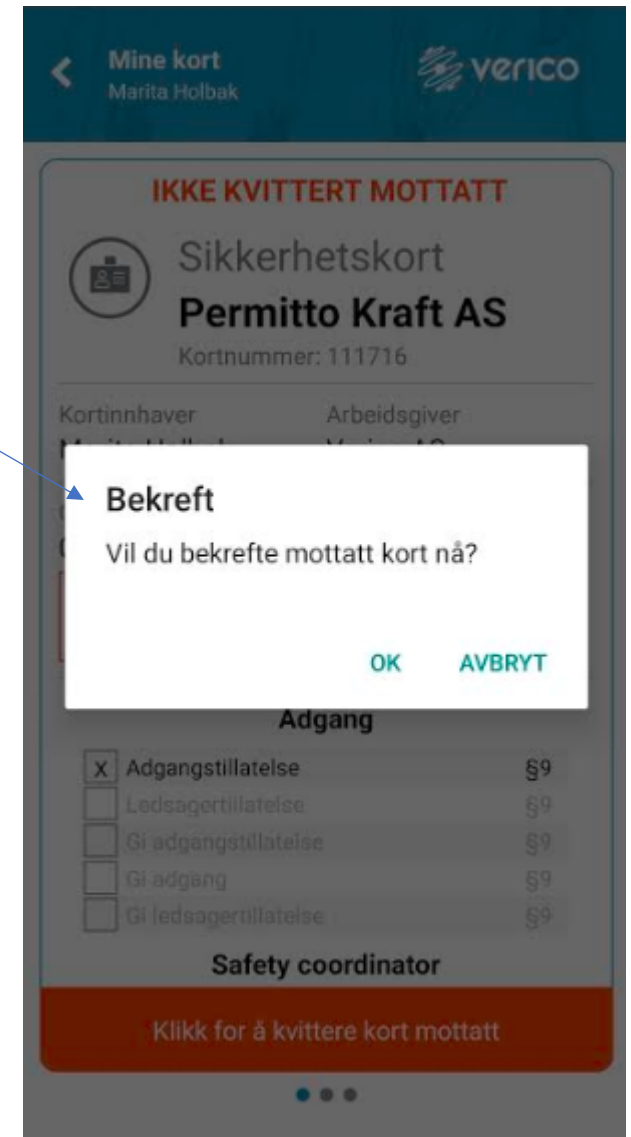 Mine kort
Marita Holbak
verico
IKKE KVITTERT MOTTATT
Sikkerhetskort
Permitto Kraft AS
Kortnummer: 111716
Kortinnhaver Arbeidsgiver
Bekreft
Vil du bekrefte mottatt kort nå?
OK AVBRYT
Adgang
X Adgangstillatelse §9
Ledsagertillatelse §9
Gi adgangstillatelse §9
Gi adgang §9
Gi ledsagertillatelse §9
Safety coordinator
Klikk for å kvittere kort mottatt